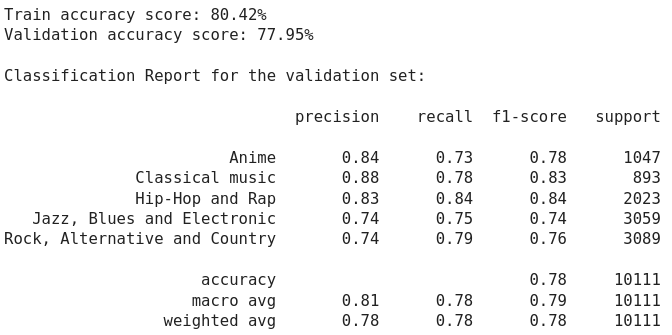 Train accuracy score: 80.42%
Validation accuracy score: 77.95%
Classification Report for the validation set:
precision recall f1-score support
Anime 0.84 0.73 0.78 1047
Classical music 0.88 0.78 0.83 893
Hip-Hop and Rap 0.83 0.84 0.84 2023
Jazz, Blues and Electronic 0.74 0.75 0.74 3059
Rock, Alternative and Country 0.74 0.79 0.76 3089
accuracy 0.78 10111
macro avg 0.81 0.78 0.79 10111
weighted avg 0.78 0.78 0.78 10111